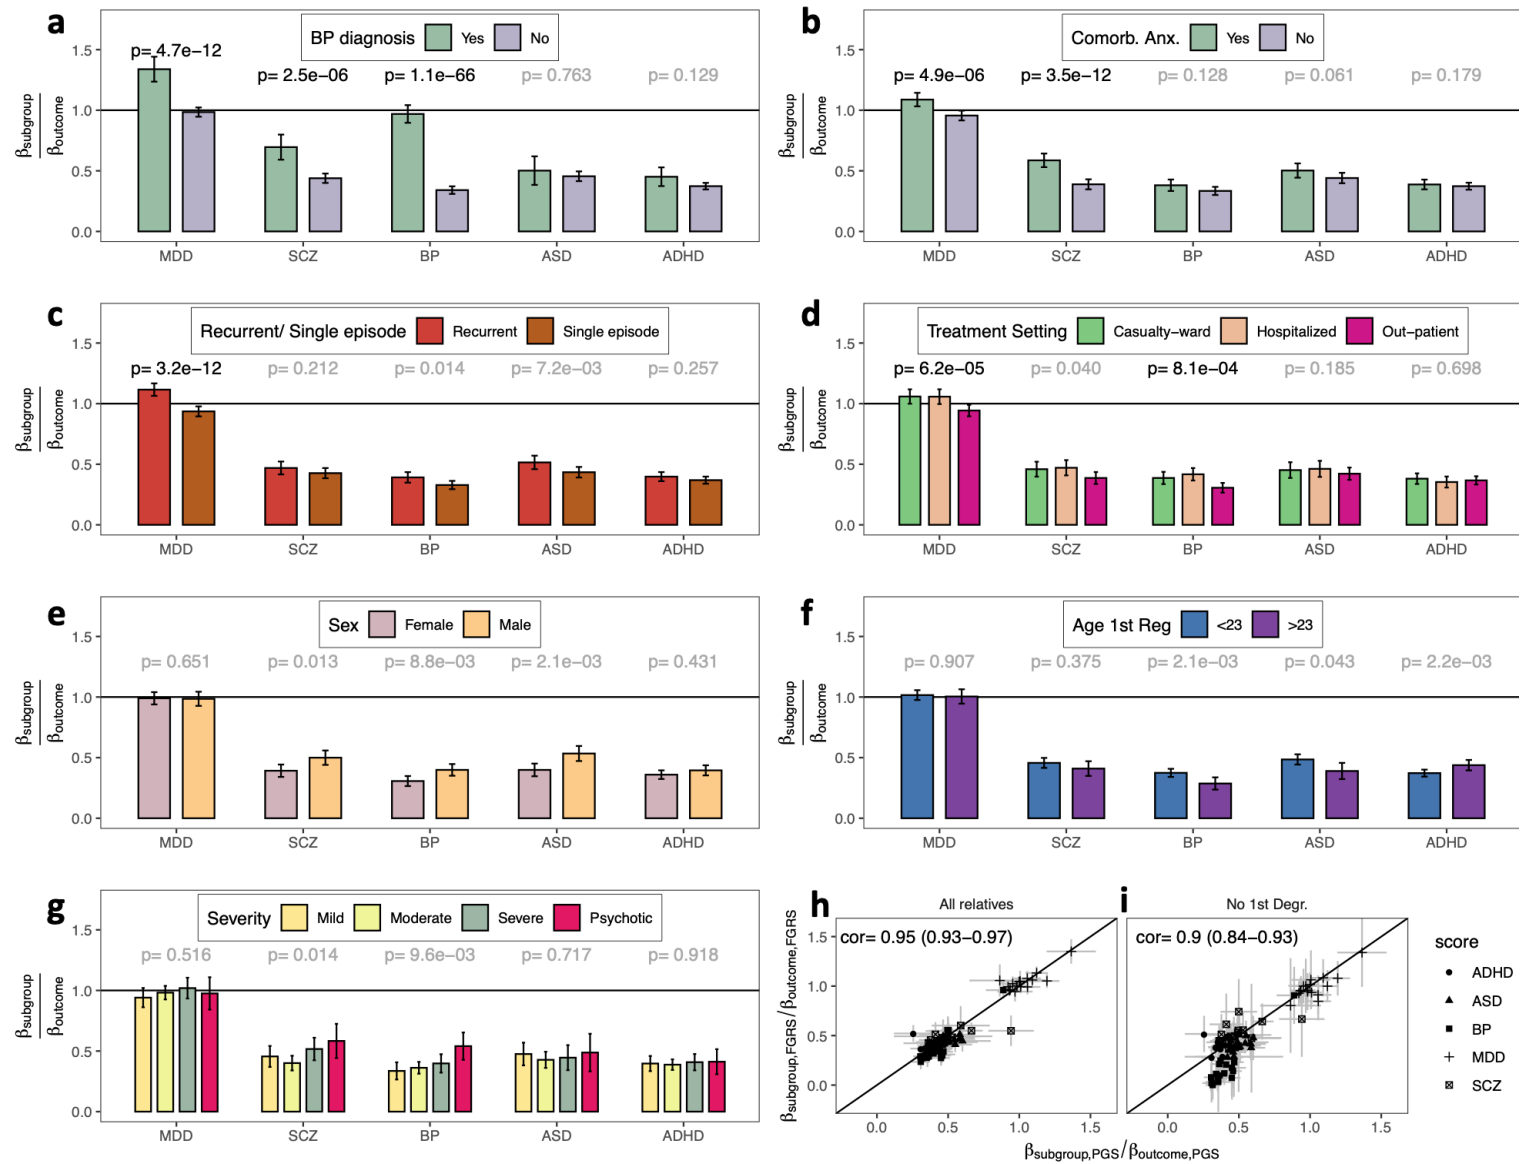 a
BP diagnosis Yes No
p= 4.7e−12
p= 2.5e−06 p= 1.1e−66 p= 0.763 p= 0.129
1.5
1.0
0.5
0.0
βsubgroup
βoutcome
MDD SCZ BP ASD ADHD
b
Comorb. Anx. Yes No
p= 4.9e−06 p= 3.5e−12 p= 0.128 p= 0.061 p= 0.179
1.5
1.0
0.5
0.0
βsubgroup
βoutcome
MDD SCZ BP ASD ADHD
c
Recurrent/ Single episode Recurrent Single episode
p= 3.2e−12 p= 0.212 p= 0.014 p= 7.2e−03 p= 0.257
1.5
1.0
0.5
0.0
βsubgroup
βoutcome
MDD SCZ BP ASD ADHD
d
Treatment Setting Casualty−ward Hospitalized Out−patient
p= 6.2e−05 p= 0.040 p= 8.1e−04 p= 0.185 p= 0.698
1.5
1.0
0.5
0.0
βsubgroup
βoutcome
MDD SCZ BP ASD ADHD
e
Sex Female Male
p= 0.651 p= 0.013 p= 8.8e−03 p= 2.1e−03 p= 0.431
1.5
1.0
0.5
0.0
βsubgroup
βoutcome
MDD SCZ BP ASD ADHD
f
Age 1st Reg <23 >23
p= 0.907 p= 0.375 p= 2.1e−03 p= 0.043 p= 2.2e−03
1.5
1.0
0.5
0.0
βsubgroup
βoutcome
MDD SCZ BP ASD ADHD
g
Severity Mild Moderate Severe Psychotic
p= 0.516 p= 0.014 p= 9.6e−03 p= 0.717 p= 0.918
1.5
1.0
0.5
0.0
βsubgroup
βoutcome
MDD SCZ BP ASD ADHD
h
All relatives
cor= 0.95 (0.93−0.97)
1.5
1.0
0.5
0.0
βsubgroup,FGRS/βoutcome,FGRS
0.0 0.5 1.0 1.5
i
No 1st Degr.
cor= 0.9 (0.84−0.93)
0.0 0.5 1.0 1.5
βsubgroup,PGS/βoutcome,PGS
score
ADHD
ASD
BP
MDD
SCZ